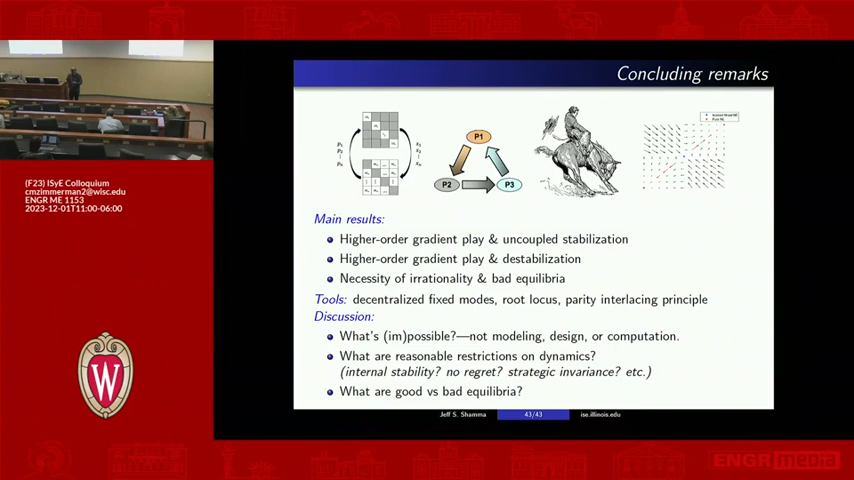 Concluding remarks
P1
P2
P3
Main results:
Higher-order gradient play & uncoupled stabilization
Higher-order gradient play & destabilization
Necessity of irrationality & bad equilibria
Tools: decentralized fixed modes, root locus, parity interlacing principle
Discussion:
What's (im)possible?—not modeling, design, or computation.
What are reasonable restrictions on dynamics?
(internal stability? no regret? strategic invariance? etc.)
What are good vs bad equilibria?
Jeff S. Shamma 43/43 ise.illinois.edu
(F23) ISyE Colloquium
cmzimmerman2@wisc.edu
ENGR ME 1153
2023-12-01T11:00-06:00
W
ENGR media